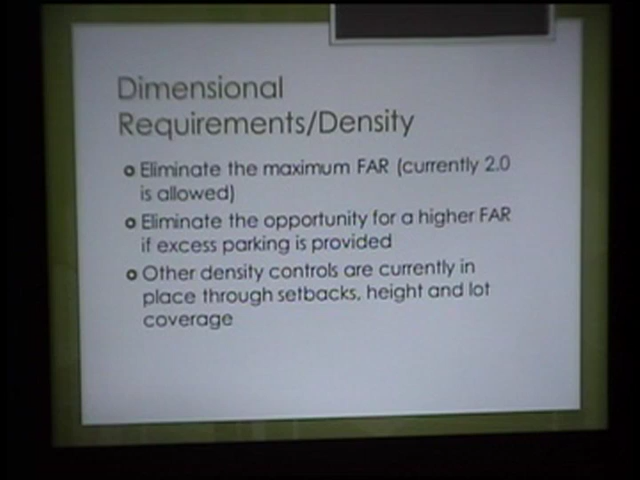 Dimensional
Requirements/Density
Eliminate the maximum FAR (currently 2.0
is allowed)
Eliminate the opportunity for a higher FAR
if excess parking is provided
Other density controls are currently in
place through setbacks, height and lot
coverage